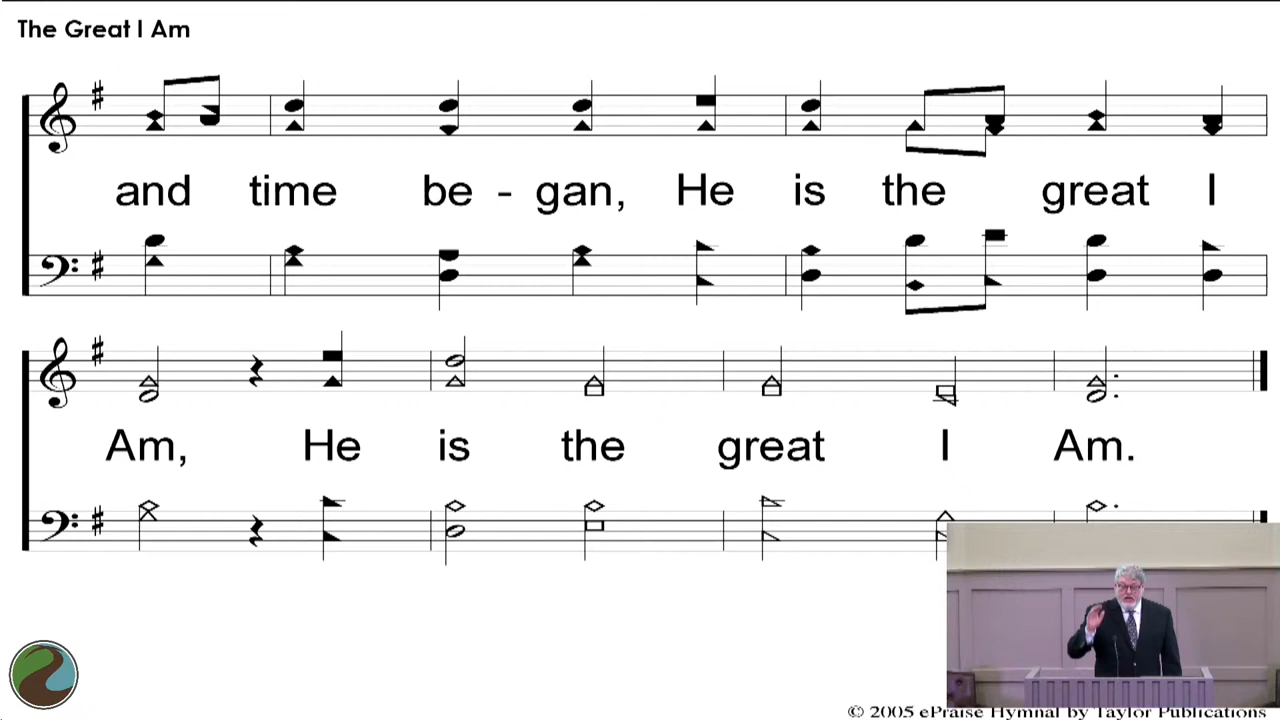 The Great I Am
and time be - gan, He is the great I
Am, He is the great I Am.
© 2005 ePraise Hymnal by Taylor Publications